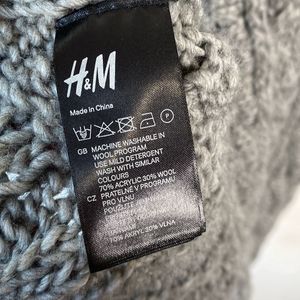 H&M
Made in China
GB MACHINE WASHABLE IN
WOOL PROGRAM
USE MILD DETERGENT
WASH WITH SIMILAR
COLOURS
70% ACRYLIC 30% WOOL
CZ PRATELNÉ V PROGRAMU
PRO VLNU
70% AKRYL 30% VLNA